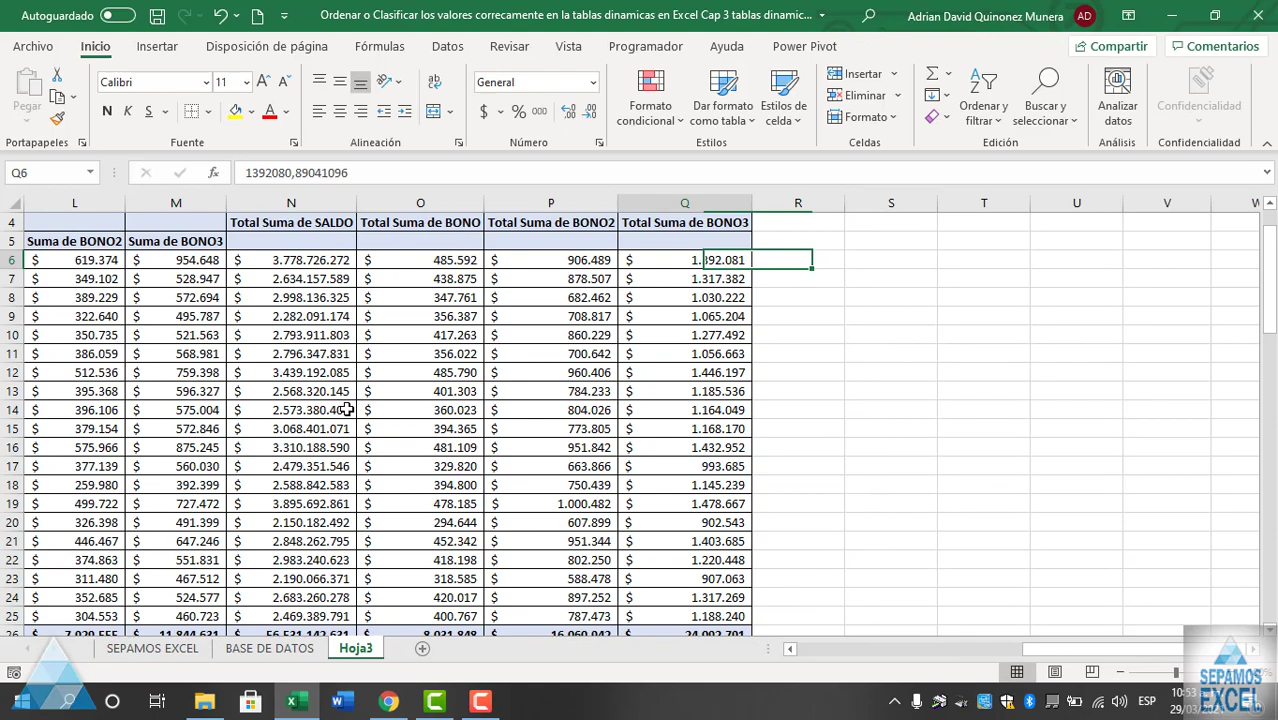 Autoguardado
Ordenar o Clasificar los valores correcamente en la tablas dinamicas en Excel Cap 3 tablas dinamic...
Adrian David Quinonez Munera AD
Archivo Inicio Insertar Disposición de página Fórmulas Datos Revisar Vista Programador Ayuda Power Pivot Compartir Comentarios
Pegar Calibri 11 General Formato condicional Dar formato como tabla Estilos de celda Insertar Eliminar Formato Ordenar y filtrar Buscar y seleccionar Analizar datos Confidencialidad
N K S $ % 000
Portapapeles Fuente Alineación Número Estilos Celdas Edición Análisis Confidencialidad
Q6 fx 1392080,89041096
L M N O P Q R S T U V W
4 Total Suma de SALDO Total Suma de BONO Total Suma de BONO2 Total Suma de BONO3
5 Suma de BONO2 Suma de BONO3
6 $ 619.374 $ 954.648 $ 3.778.726.272 $ 485.592 $ 906.489 $ 1.392.081
7 $ 349.102 $ 528.947 $ 2.634.157.589 $ 438.875 $ 878.507 $ 1.317.382
8 $ 389.229 $ 572.694 $ 2.998.136.325 $ 347.761 $ 682.462 $ 1.030.222
9 $ 322.640 $ 495.787 $ 2.282.091.174 $ 356.387 $ 708.817 $ 1.065.204
10 $ 350.735 $ 521.563 $ 2.793.911.803 $ 417.263 $ 860.229 $ 1.277.492
11 $ 386.059 $ 568.981 $ 2.796.347.831 $ 356.022 $ 700.642 $ 1.056.663
12 $ 512.536 $ 759.398 $ 3.439.192.085 $ 485.790 $ 960.406 $ 1.446.197
13 $ 395.368 $ 596.327 $ 2.568.320.145 $ 401.303 $ 784.233 $ 1.185.536
14 $ 396.106 $ 575.004 $ $ 360.023 $ 804.026 $ 1.164.049
15 $ 379.154 $ 572.846 $ 3.068.401.071 $ 394.365 $ 773.805 $ 1.168.170
16 $ 575.966 $ 875.245 $ 3.310.188.590 $ 481.109 $ 951.842 $ 1.432.952
17 $ 377.139 $ 560.030 $ 2.479.351.546 $ 329.820 $ 663.866 $ 993.685
18 $ 259.980 $ 392.399 $ 2.588.842.583 $ 394.800 $ 750.439 $ 1.145.239
19 $ 499.722 $ 727.472 $ 3.895.692.861 $ 478.185 $ 1.000.482 $ 1.478.667
20 $ 326.398 $ 491.399 $ 2.150.182.492 $ 294.644 $ 607.899 $ 902.543
21 $ 446.467 $ 647.246 $ 2.848.262.795 $ 452.342 $ 951.344 $ 1.403.685
22 $ 374.863 $ 551.831 $ 2.983.240.623 $ 418.198 $ 802.250 $ 1.220.448
23 $ 311.480 $ 467.512 $ 2.190.066.371 $ 318.585 $ 588.478 $ 907.063
24 $ 352.685 $ 524.577 $ 2.683.260.278 $ 420.017 $ 897.252 $ 1.317.269
25 $ 304.553 $ 460.723 $ 2.469.389.791 $ 400.767 $ 787.473 $ 1.188.240
SEPAMOS EXCEL BASE DE DATOS Hoja3
SEPAMOS EXCEL
ESP 10:53 a.